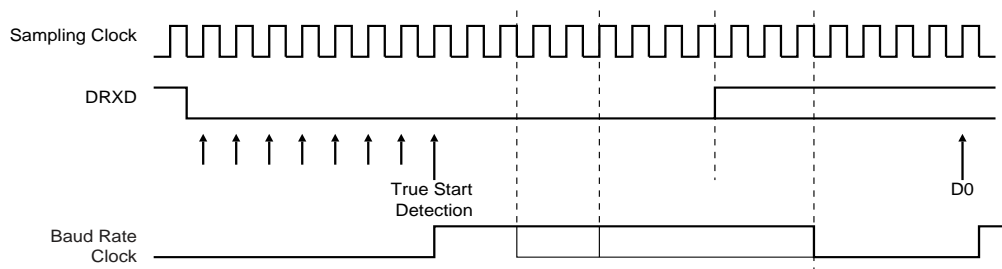 Sampling Clock
DRXD
True Start
Detection
D0
Baud Rate
Clock